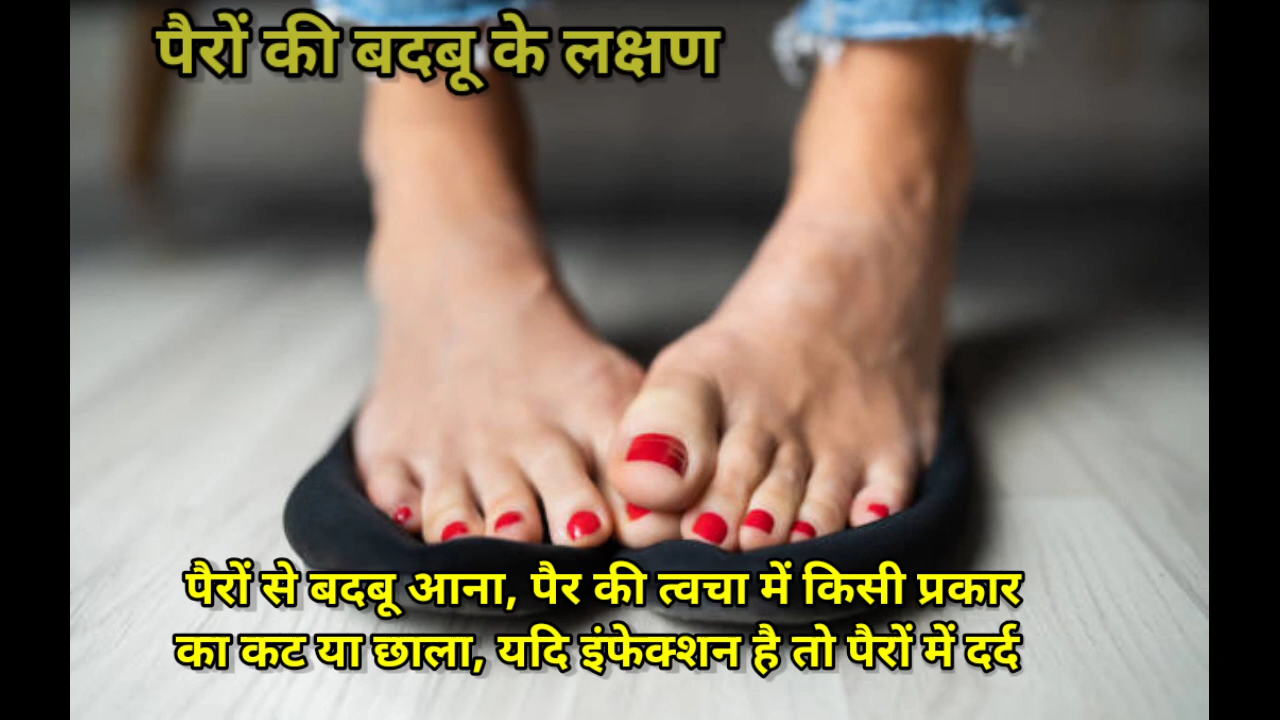 पैरों की बदबू के लक्षण
पैरों से बदबू आना, पैर की त्वचा में किसी प्रकार
का कट या छाला, यदि इंफेक्शन है तो पैरों में दर्द